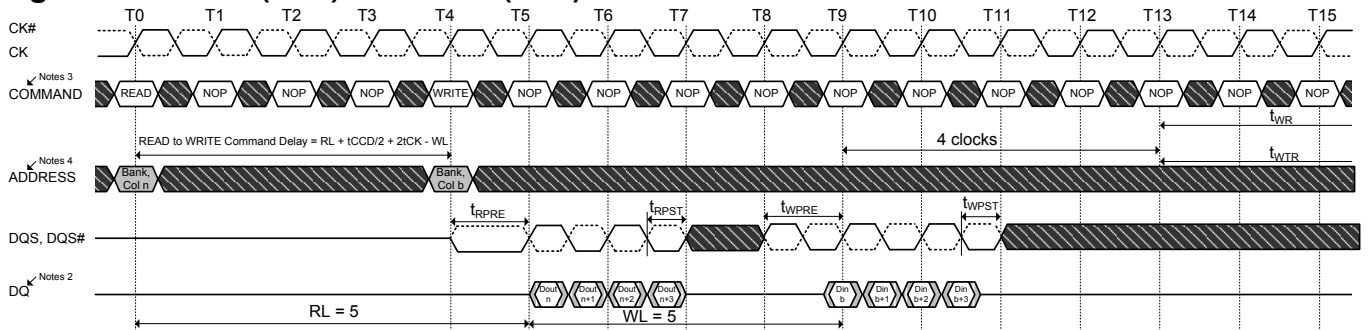 T0 T1 T2 T3 T4 T5 T6 T7 T8 T9 T10 T11 T12 T13 T14 T15
CK#
CK
Notes 3
COMMAND READ NOP NOP NOP WRITE NOP NOP NOP NOP NOP NOP NOP NOP NOP NOP NOP
tWR
READ to WRITE Command Delay = RL + tCCD/2 + 2tCK - WL
4 clocks
tWTR
Notes 4
ADDRESS
Bank, Col n
Bank, Col b
tRPRE tRPST tWPRE tWPST
DQS, DQS#
Notes 2
DQ
Dout n
Dout n+1
Dout n+2
Dout n+3
Din b
Din b+1
Din b+2
Din b+3
RL = 5 WL = 5